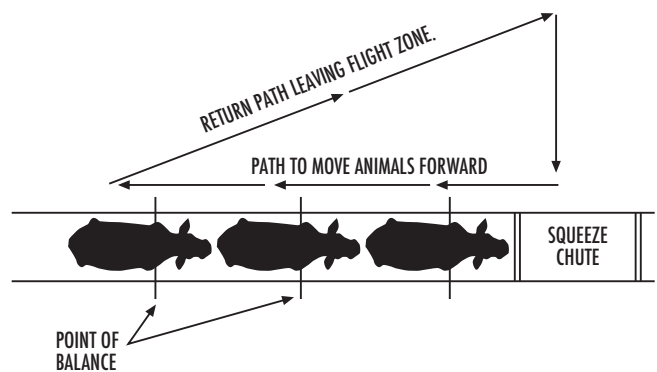 RETURN PATH LEAVING FLIGHT ZONE.
PATH TO MOVE ANIMALS FORWARD
SQUEEZE
CHUTE
POINT OF
BALANCE